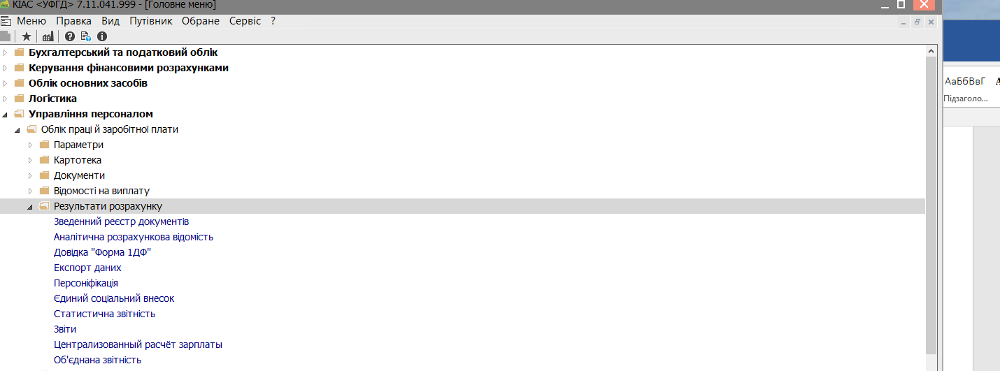 КІАС <УФГД> 7.11.041.999 - [Головне меню]
Меню Правка Вид Путівник Обране Сервіс ?
Бухгалтерський та податковий облік
Керування фінансовими розрахунками
Облік основних засобів
Логістика
Управління персоналом
Облік праці й заробітної плати
Параметри
Картотека
Документи
Відомості на виплату
Результати розрахунку
Зведенний реєстр документів
Аналітична розрахункова відомість
Довідка "Форма 1ДФ"
Експорт даних
Персоніфікація
Єдиний соціальний внесок
Статистична звітність
Звіти
Централизованный расчёт зарплаты
Об'єднана звітність
АаБбВвГ
Підзаголо...